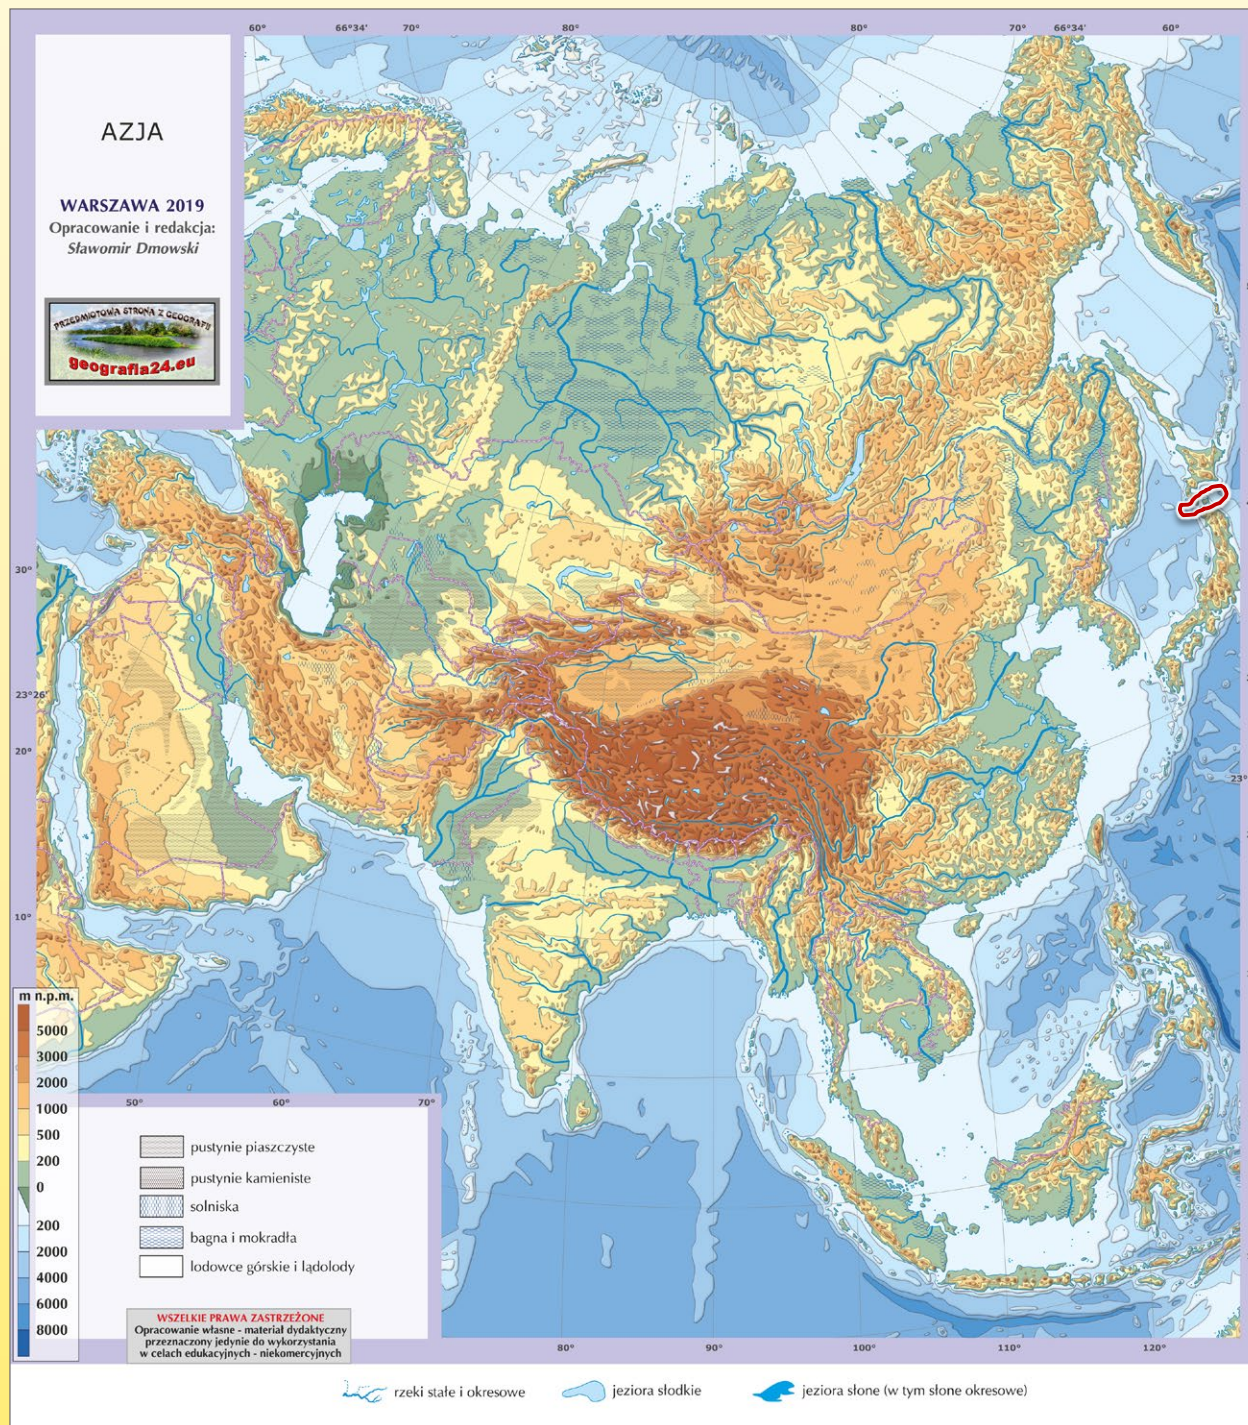 60° 66°34' 70° 80° 80° 70° 66°34' 60°
AZJA
WARSZAWA 2019
Opracowanie i redakcja:
Sławomir Dmowski
PRZEDMIOTOWA STRONA Z GEOGRAFII
geografia24.eu
30°
23°26'
20°
23°
10°
m n.p.m.
5000
3000
2000
1000
500
200
0
200
2000
4000
6000
8000
50° 60° 70°
pustynie piaszczyste
pustynie kamieniste
solniska
bagna i mokradła
lodowce górskie i lądolody
WSZELKIE PRAWA ZASTRZEŻONE
Opracowanie własne - materiał dydaktyczny
przeznaczony jedynie do wykorzystania
w celach edukacyjnych - niekomercyjnych
80° 90° 100° 110° 120°
rzeki stałe i okresowe jeziora słodkie jeziora słone (w tym słone okresowe)